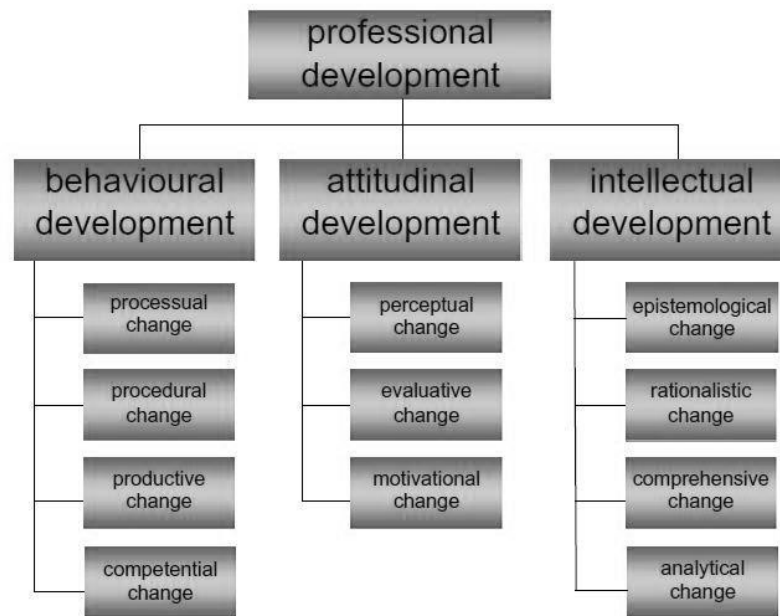 professional
development
behavioural
development
attitudinal
development
intellectual
development
processual
change
procedural
change
productive
change
competential
change
perceptual
change
evaluative
change
motivational
change
epistemological
change
rationalistic
change
comprehensive
change
analytical
change